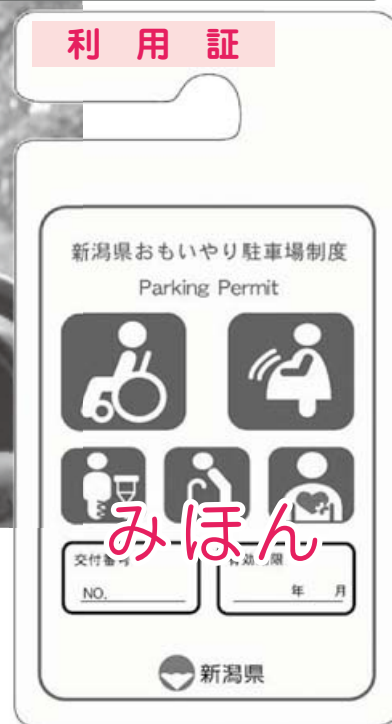 利用証
新潟県おもいやり駐車場制度
Parking Permit
みほん
交付番号
有効期限
NO.
年 月
新潟県